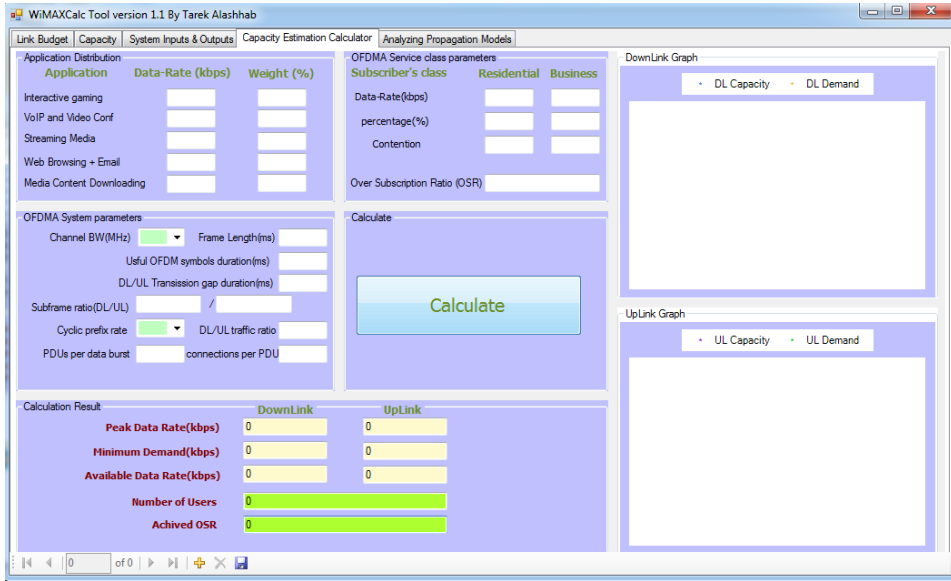 WiMAXCalc Tool version 1.1 By Tarek Alashhab
Link Budget Capacity System Inputs & Outputs Capacity Estimation Calculator Analyzing Propagation Models
Application Distribution
Application Data-Rate (kbps) Weight (%)
Interactive gaming
VoIP and Video Conf
Streaming Media
Web Browsing + Email
Media Content Downloading
OFDMA Service class parameters
Subscriber's class Residential Business
Data-Rate(kbps)
percentage(%)
Contention
Over Subscription Ratio (OSR)
OFDMA System parameters
Channel BW(MHz) Frame Length(ms)
Usful OFDM symbols duration(ms)
DL/UL Transission gap duration(ms)
Subframe ratio(DL/UL) /
Cyclic prefix rate DL/UL traffic ratio
PDUs per data burst connections per PDU
Calculate
Calculate
Calculation Result
DownLink UpLink
Peak Data Rate(kbps) 0 0
Minimum Demand(kbps) 0 0
Available Data Rate(kbps) 0 0
Number of Users 0
Achived OSR 0
0 of 0
DownLink Graph
DL Capacity DL Demand
UpLink Graph
UL Capacity UL Demand